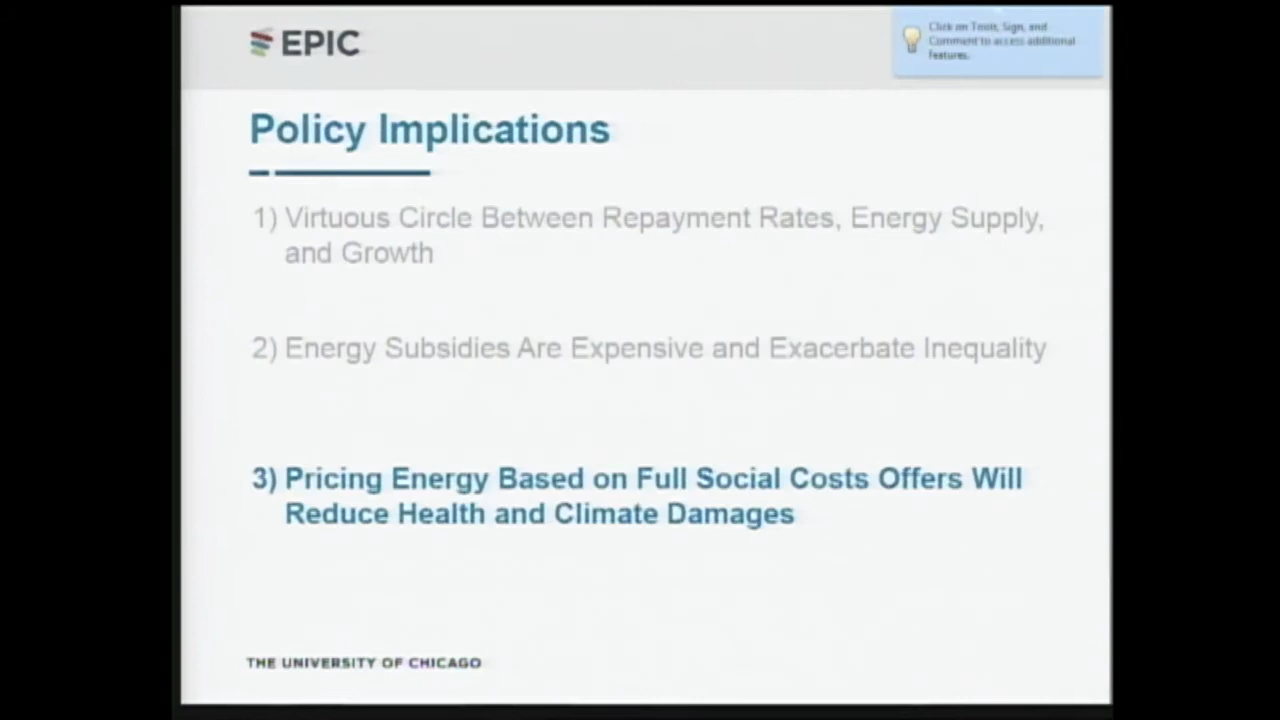 EPIC
Click on Tools, Sign, and
Comment to access additional
features.
Policy Implications
1) Virtuous Circle Between Repayment Rates, Energy Supply,
and Growth
2) Energy Subsidies Are Expensive and Exacerbate Inequality
3) Pricing Energy Based on Full Social Costs Offers Will
Reduce Health and Climate Damages
THE UNIVERSITY OF CHICAGO